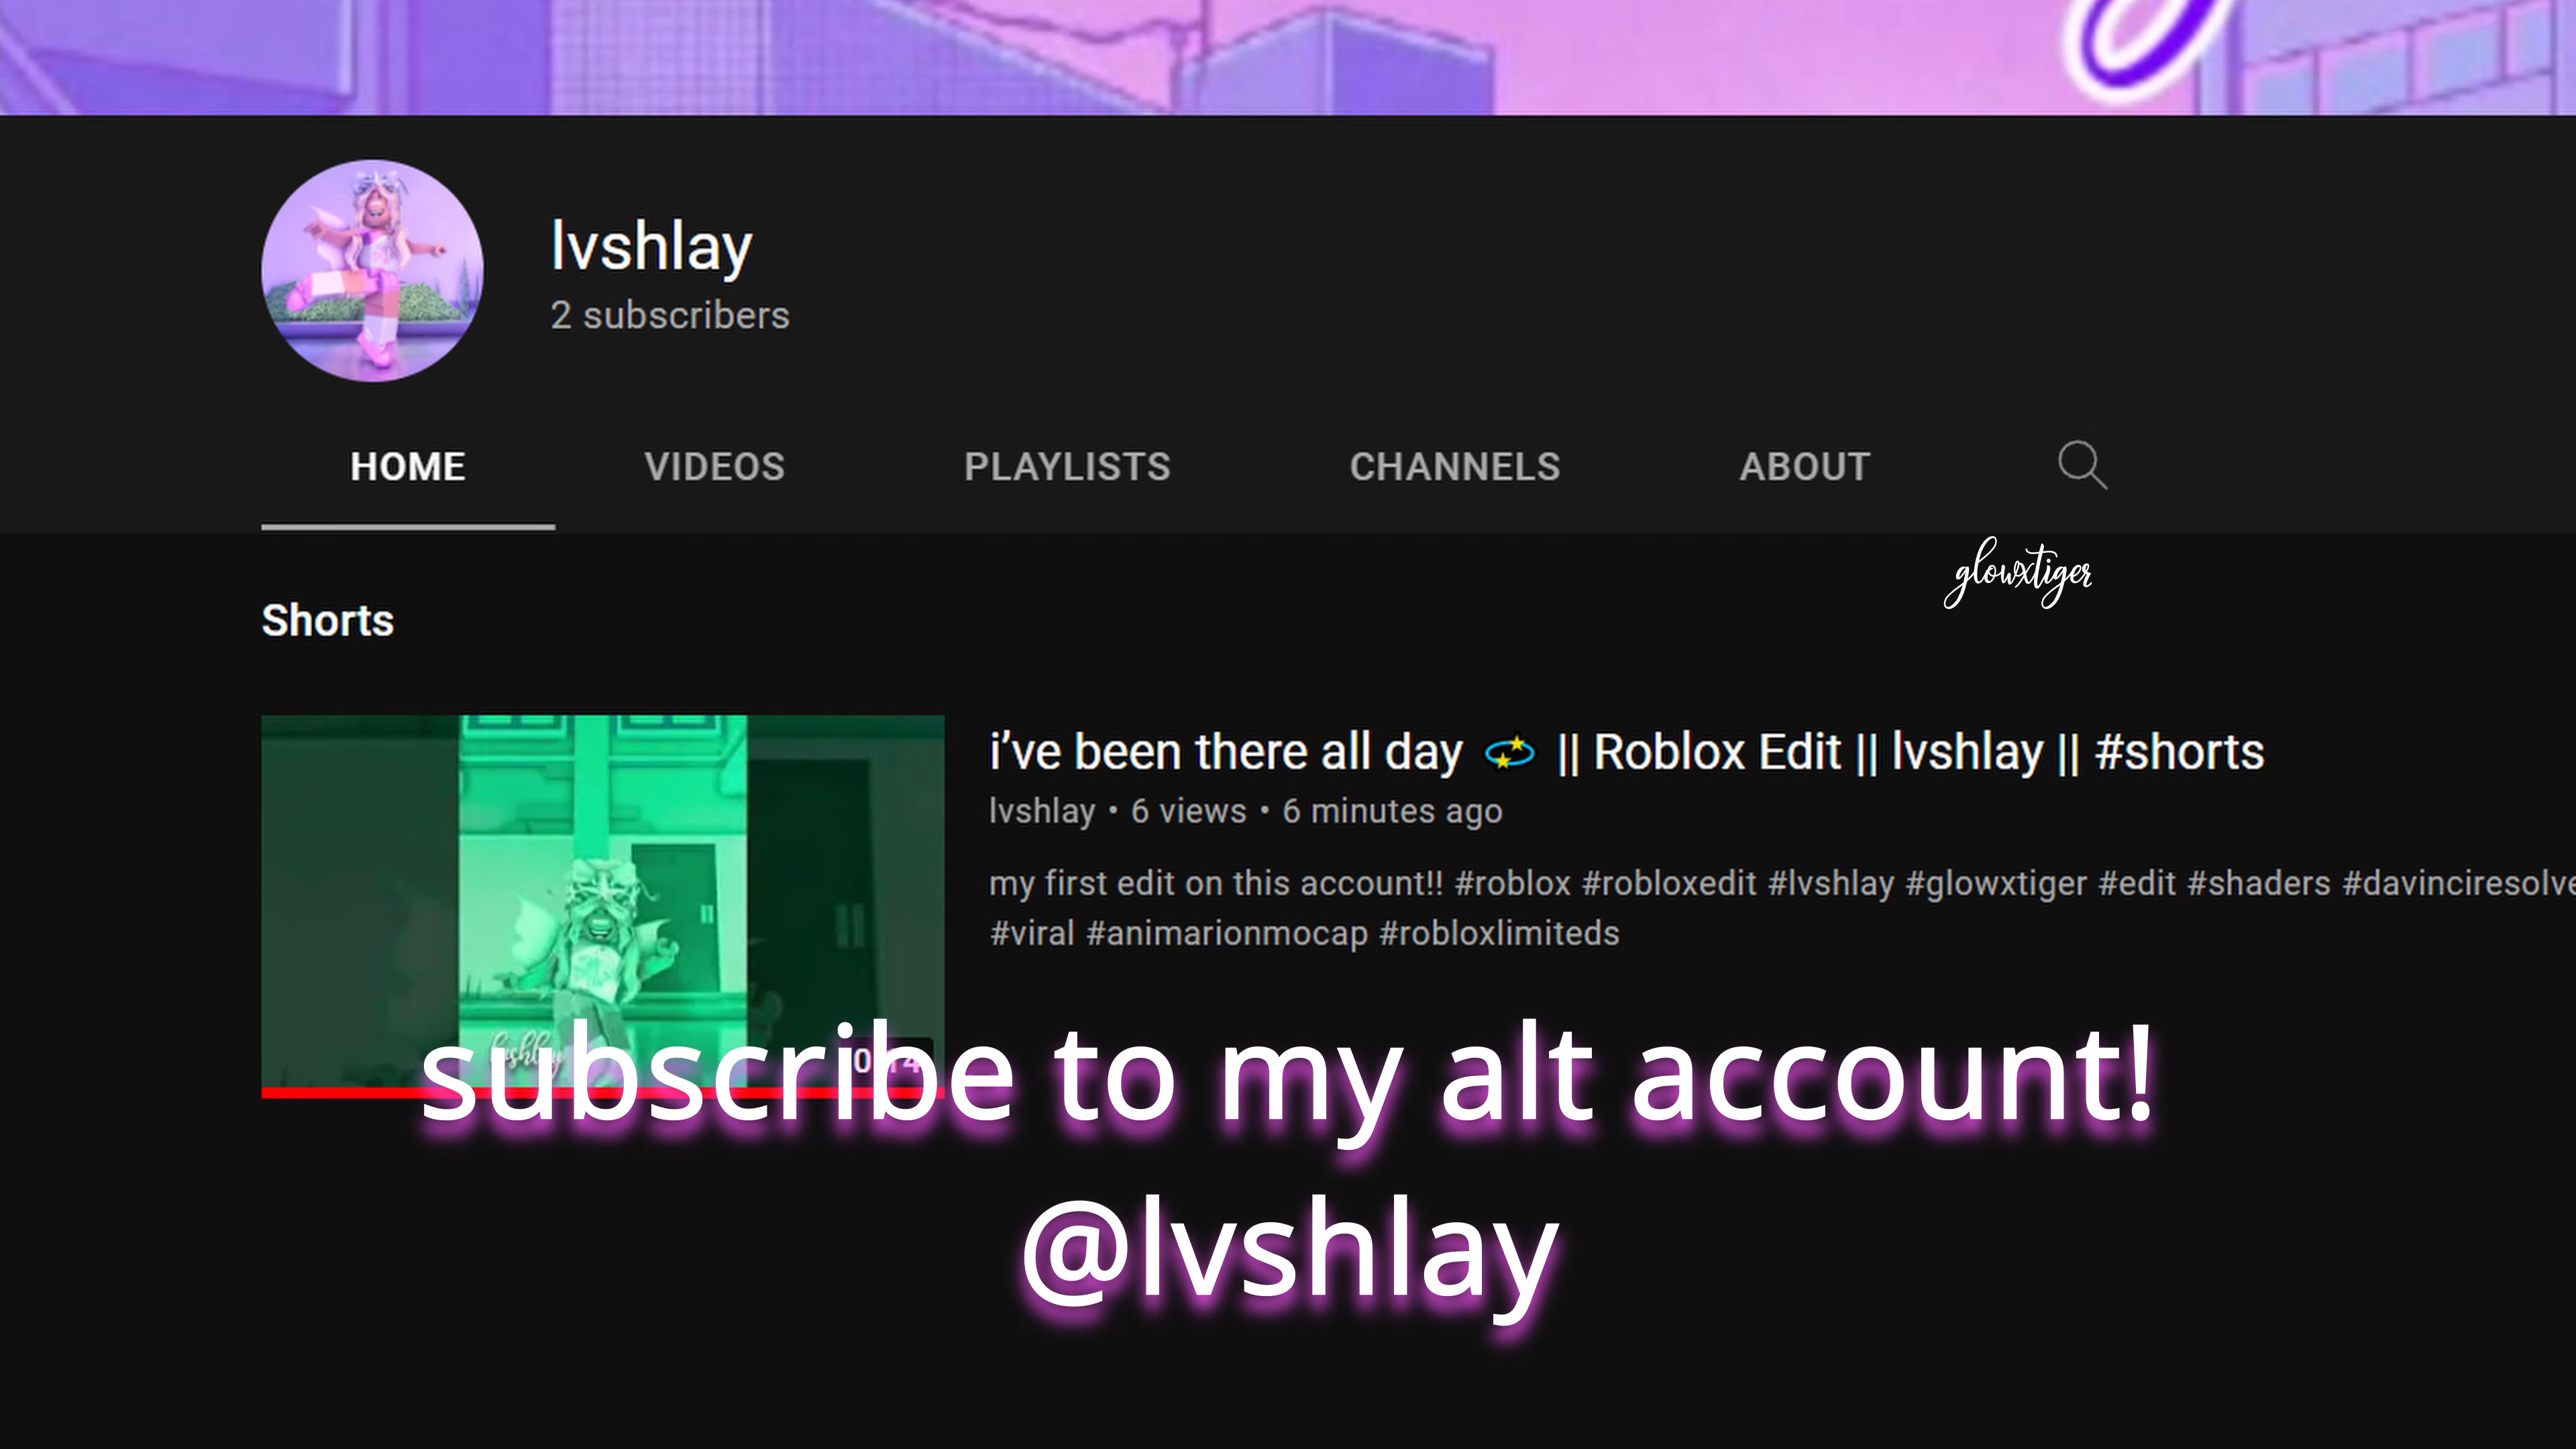 lvshlay
2 subscribers
HOME VIDEOS PLAYLISTS CHANNELS ABOUT
glowxtiger
Shorts
i've been there all day 💫 || Roblox Edit || lvshlay || #shorts
lvshlay • 6 views • 6 minutes ago
my first edit on this account!! #roblox #robloxedit #lvshlay #glowxtiger #edit #shaders #davinciresolve
#viral #animarionmocap #robloxlimiteds
lvshlay
subscribe to my alt account!
@lvshlay